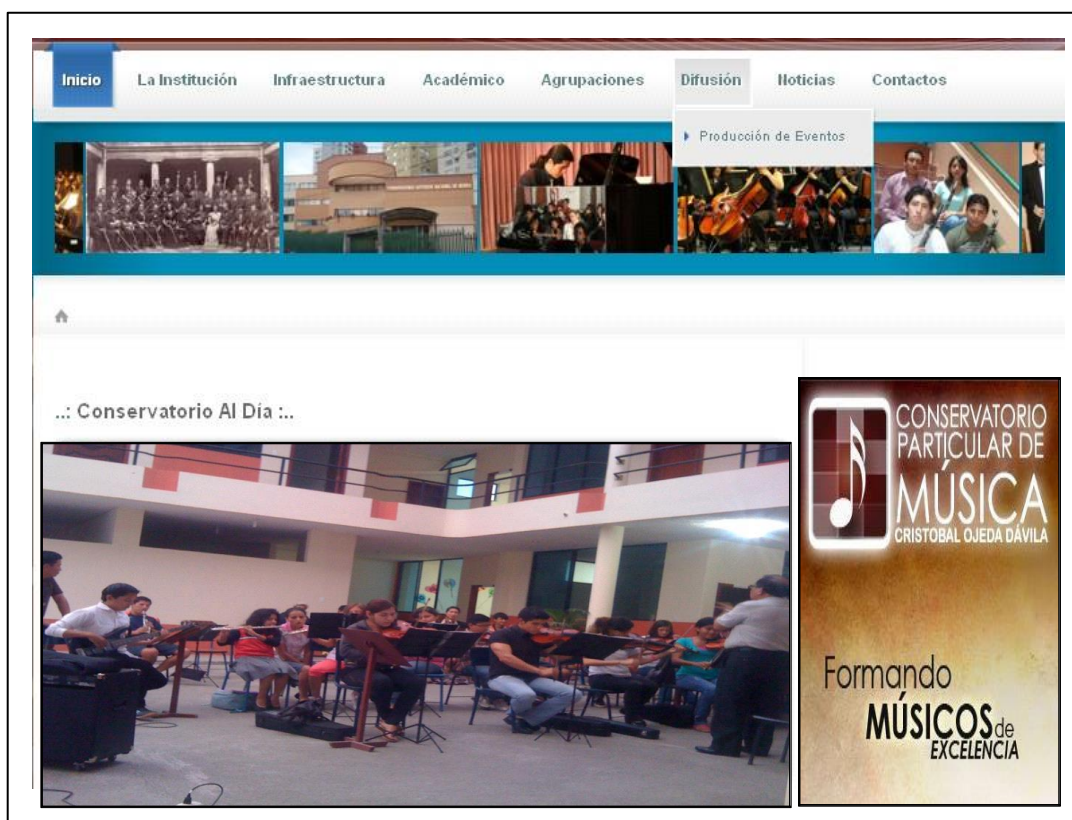 Inicio La Institución Infraestructura Académico Agrupaciones Difusión Noticias Contactos
Producción de Eventos
..: Conservatorio Al Día :..
CONSERVATORIO
PARTICULAR DE
MÚSICA
CRISTOBAL OJEDA DÁVILA
Formando
MÚSICOS de
EXCELENCIA